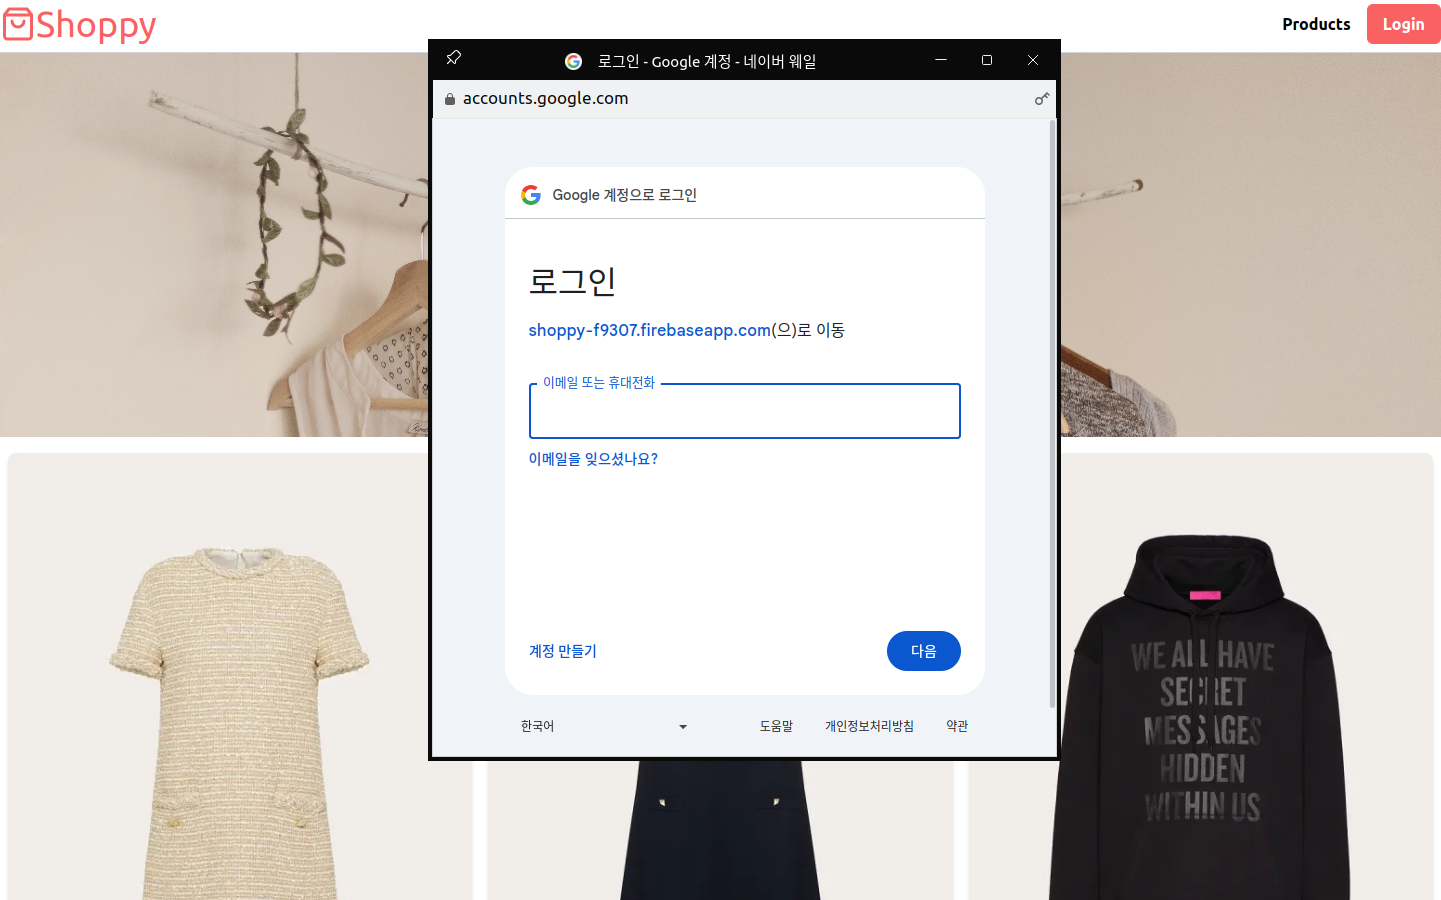 Shoppy
Products
Login
로그인 - Google 계정 - 네이버 웨일
accounts.google.com
Google 계정으로 로그인
로그인
shoppy-f9307.firebaseapp.com(으)로 이동
이메일 또는 휴대전화
이메일을 잊으셨나요?
계정 만들기
다음
한국어
도움말
개인정보처리방침
약관
WE ALL HAVE
SECRET
MESSAGES
HIDDEN
WITHIN US